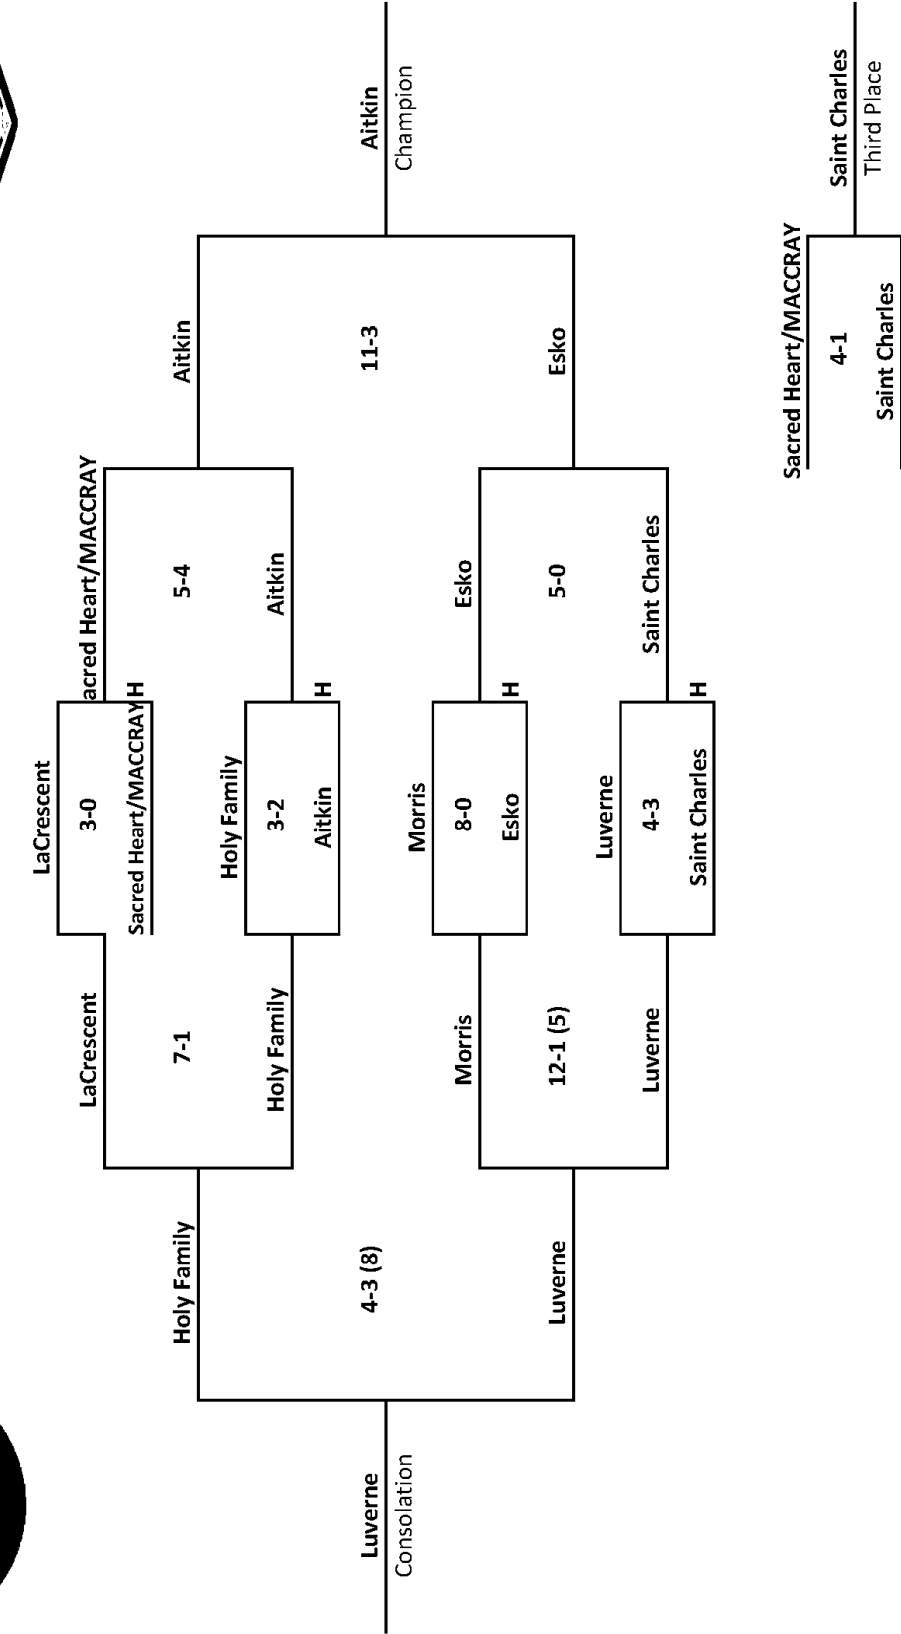 LaCrescent
LaCrescent 3-0 acred Heart/MACCRAY
Sacred Heart/MACCRAY H
Holy Family 7-1 5-4 Aitkin
Holy Family
Holy Family 3-2 Aitkin
Aitkin H
Luverne 4-3 (8) 11-3 Aitkin
Consolation Champion
Morris
Morris 8-0 Esko
Esko H
Luverne 12-1 (5) 5-0 Esko
Luverne
Luverne 4-3 Saint Charles
Saint Charles H
Sacred Heart/MACCRAY
4-1 Saint Charles
Third Place
Saint Charles